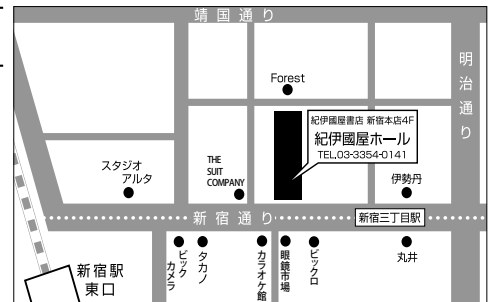 靖国通り
明治通り
Forest
紀伊國屋書店 新宿本店4F
紀伊國屋ホール
TEL.03-3354-0141
スタジオ
アルタ
THE
SUIT
COMPANY
伊勢丹
新宿通り
新宿三丁目駅
新宿駅
東口
ビック
カメラ
タカノ
カラオケ館
眼鏡市場
ビックロ
丸井